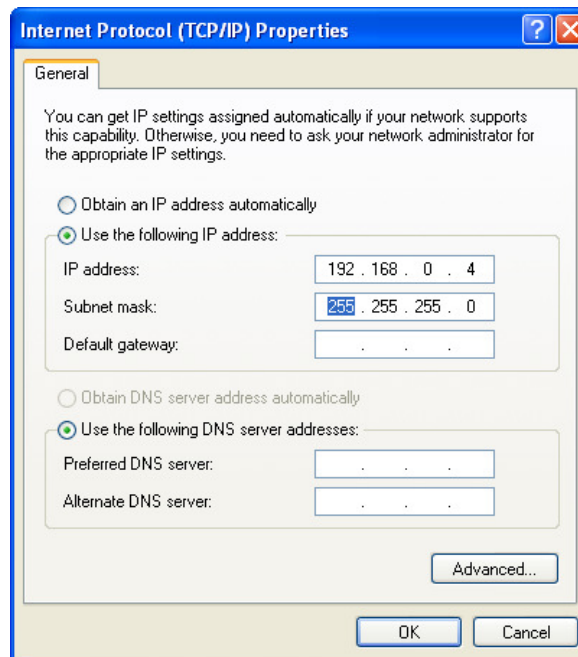 Internet Protocol (TCP/IP) Properties
General
You can get IP settings assigned automatically if your network supports
this capability. Otherwise, you need to ask your network administrator for
the appropriate IP settings.
Obtain an IP address automatically
Use the following IP address:
IP address: 192 . 168 . 0 . 4
Subnet mask: 255 . 255 . 255 . 0
Default gateway: . . .
Obtain DNS server address automatically
Use the following DNS server addresses:
Preferred DNS server: . . .
Alternate DNS server: . . .
Advanced...
OK Cancel